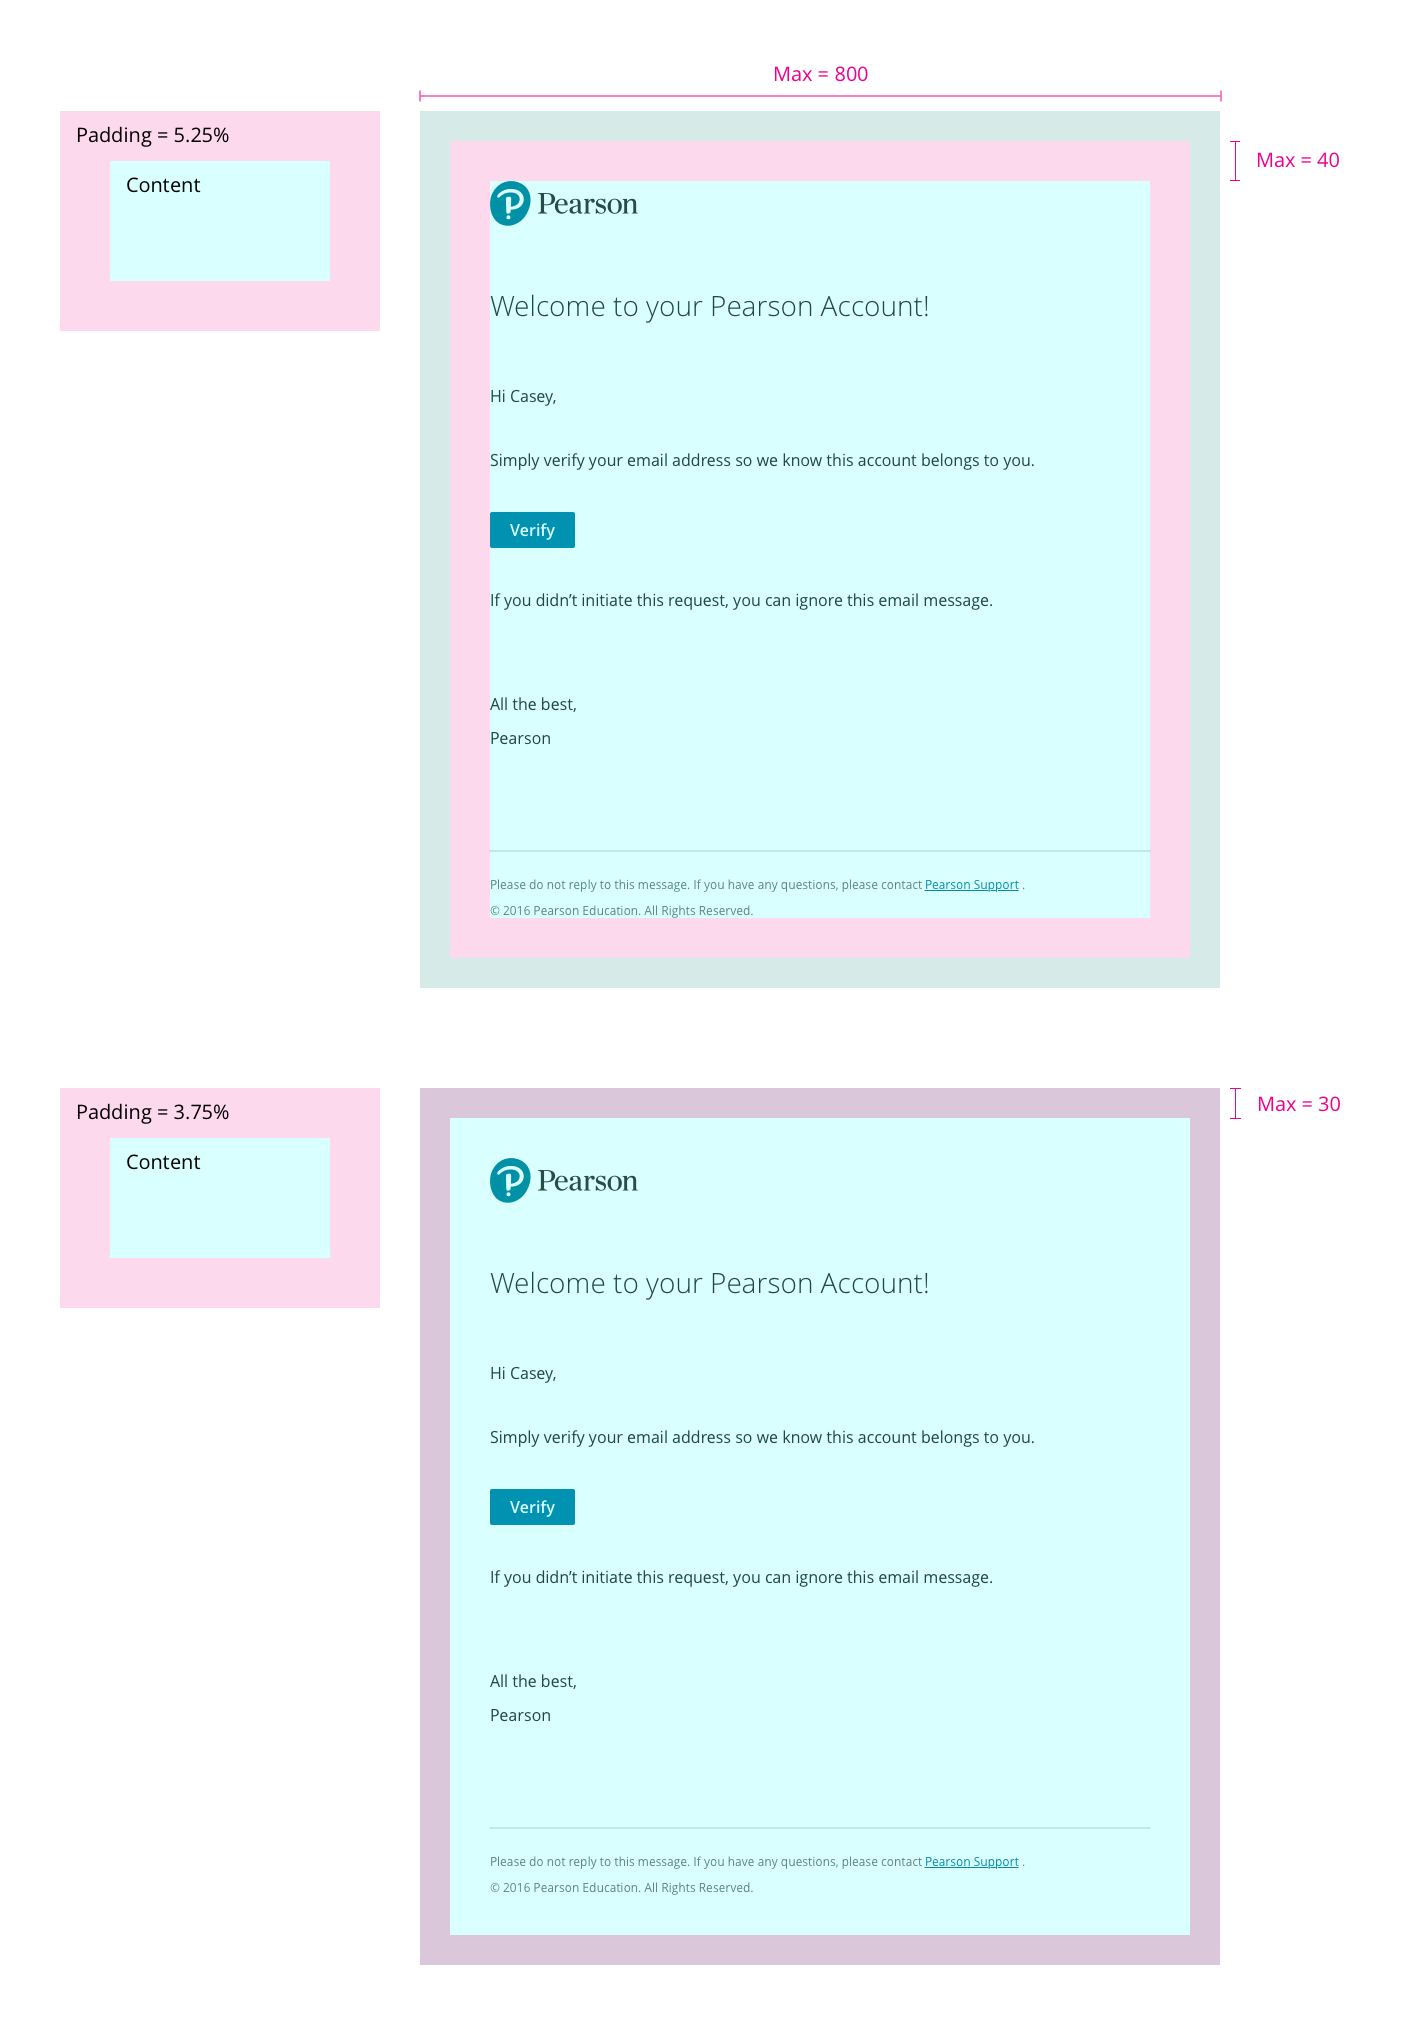 Max = 800
Padding = 5.25%
Content
Max = 40
Pearson
Welcome to your Pearson Account!
Hi Casey,
Simply verify your email address so we know this account belongs to you.
Verify
If you didn’t initiate this request, you can ignore this email message.
All the best,
Pearson
Please do not reply to this message. If you have any questions, please contact Pearson Support .
© 2016 Pearson Education. All Rights Reserved.
Padding = 3.75%
Content
Max = 30
Pearson
Welcome to your Pearson Account!
Hi Casey,
Simply verify your email address so we know this account belongs to you.
Verify
If you didn’t initiate this request, you can ignore this email message.
All the best,
Pearson
Please do not reply to this message. If you have any questions, please contact Pearson Support .
© 2016 Pearson Education. All Rights Reserved.